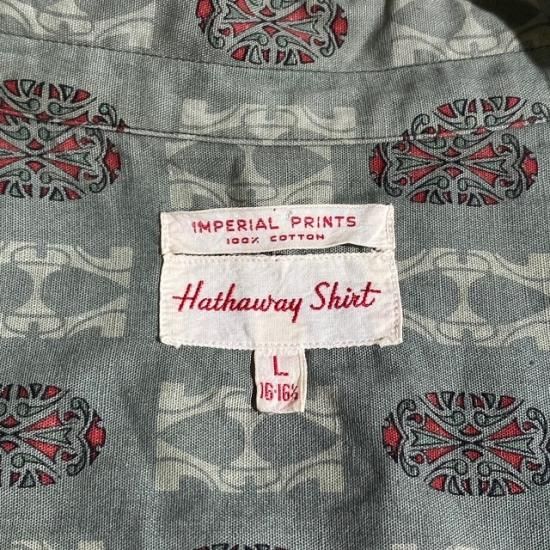 IMPERIAL PRINTS
100% COTTON
Hathaway Shirt
L
16-16½